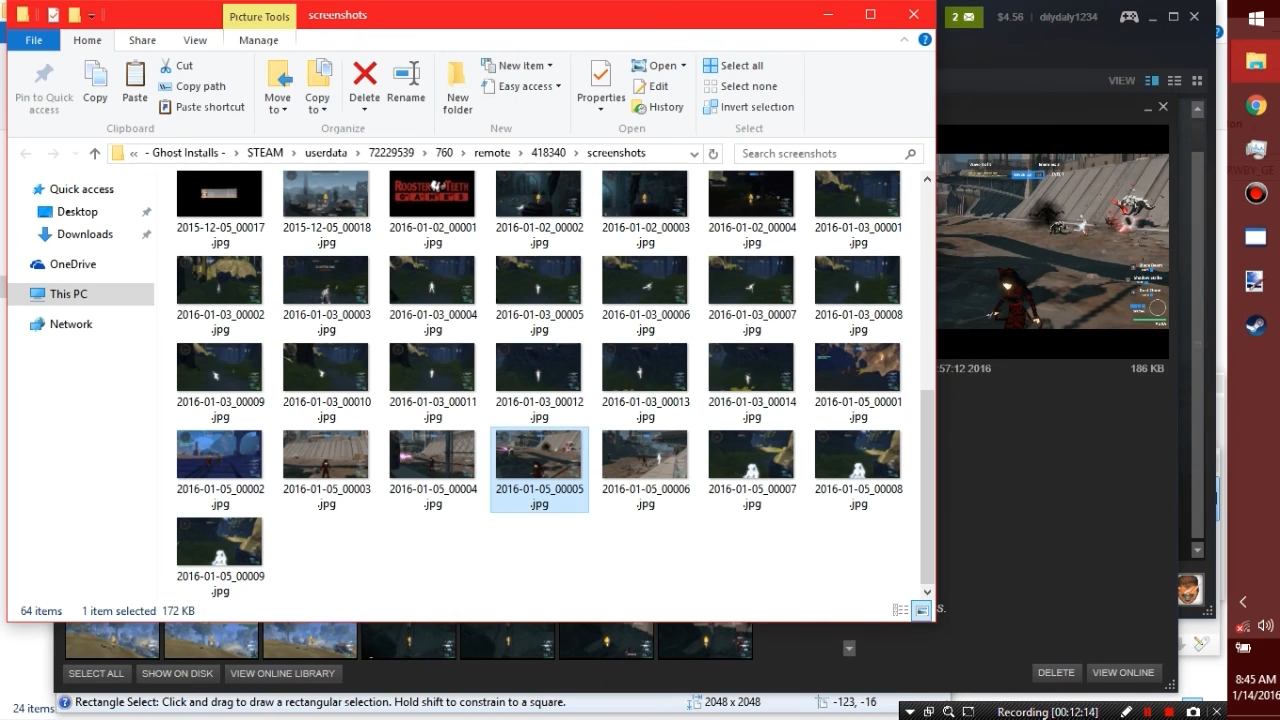 Picture Tools
screenshots
2
$4.56
dilydaly1234
File
Home
Share
View
Manage
Pin to Quick access
Copy
Paste
Cut
Copy path
Paste shortcut
Clipboard
Move to
Copy to
Delete
Rename
Organize
New folder
New item
Easy access
New
Properties
Open
Edit
History
Open
Select all
Select none
Invert selection
Select
VIEW
« - Ghost Installs - > STEAM > userdata > 72229539 > 760 > remote > 418340 > screenshots
Search screenshots
Quick access
Desktop
Downloads
OneDrive
This PC
Network
ROOSTER TEETH
GAMES
2015-12-05_00017.jpg
2015-12-05_00018.jpg
2016-01-02_00001.jpg
2016-01-02_00002.jpg
2016-01-02_00003.jpg
2016-01-02_00004.jpg
2016-01-03_00001.jpg
2016-01-03_00002.jpg
2016-01-03_00003.jpg
2016-01-03_00004.jpg
2016-01-03_00005.jpg
2016-01-03_00006.jpg
2016-01-03_00007.jpg
2016-01-03_00008.jpg
2016-01-03_00009.jpg
2016-01-03_00010.jpg
2016-01-03_00011.jpg
2016-01-03_00012.jpg
2016-01-03_00013.jpg
2016-01-03_00014.jpg
2016-01-05_00001.jpg
2016-01-05_00002.jpg
2016-01-05_00003.jpg
2016-01-05_00004.jpg
2016-01-05_00005.jpg
2016-01-05_00006.jpg
2016-01-05_00007.jpg
2016-01-05_00008.jpg
2016-01-05_00009.jpg
:57:12 2016
186 KB
64 items
1 item selected 172 KB
S.
SELECT ALL
SHOW ON DISK
VIEW ONLINE LIBRARY
DELETE
VIEW ONLINE
24 items
Rectangle Select: Click and drag to draw a rectangular selection. Hold shift to constrain to a square.
2048 x 2048
-123, -16
Recording [00:12:14]
8:45 AM
1/14/2016